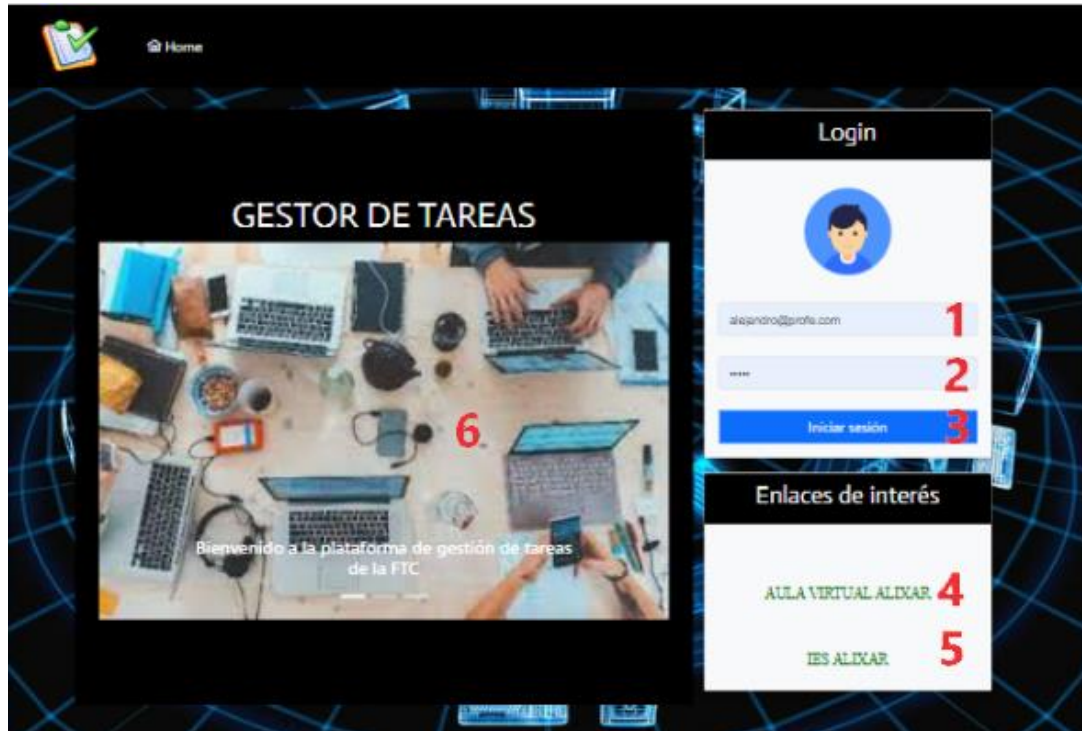 Home
GESTOR DE TAREAS
6
Bienvenido a la plataforma de gestión de tareas
de la FTC
Login
alejandro@profe.com 1
••••• 2
Iniciar sesión 3
Enlaces de interés
AULA VIRTUAL ALIXAR 4
IES ALIXAR 5